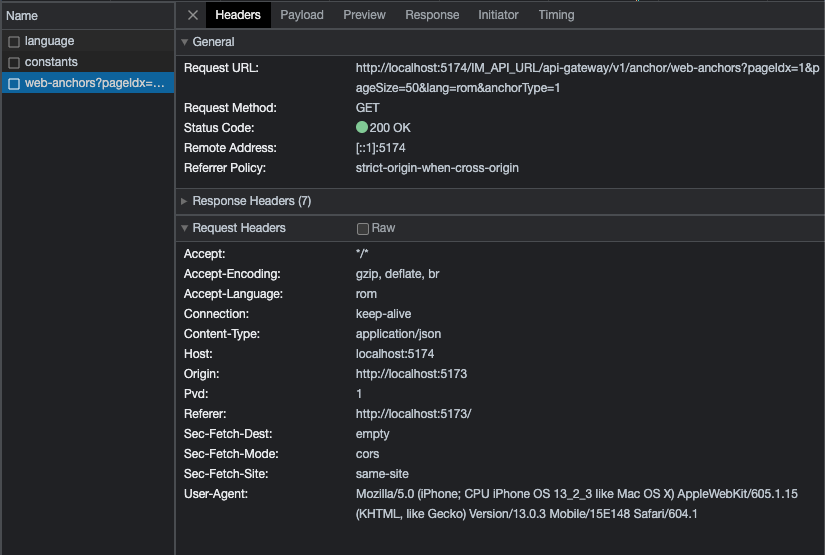 Name
language
constants
web-anchors?pageIdx=...
Headers Payload Preview Response Initiator Timing
General
Request URL: http://localhost:5174/IM_API_URL/api-gateway/v1/anchor/web-anchors?pageIdx=1&p
ageSize=50&lang=rom&anchorType=1
Request Method: GET
Status Code: 200 OK
Remote Address: [::1]:5174
Referrer Policy: strict-origin-when-cross-origin
Response Headers (7)
Request Headers Raw
Accept: */*
Accept-Encoding: gzip, deflate, br
Accept-Language: rom
Connection: keep-alive
Content-Type: application/json
Host: localhost:5174
Origin: http://localhost:5173
Pvd: 1
Referer: http://localhost:5173/
Sec-Fetch-Dest: empty
Sec-Fetch-Mode: cors
Sec-Fetch-Site: same-site
User-Agent: Mozilla/5.0 (iPhone; CPU iPhone OS 13_2_3 like Mac OS X) AppleWebKit/605.1.15
(KHTML, like Gecko) Version/13.0.3 Mobile/15E148 Safari/604.1